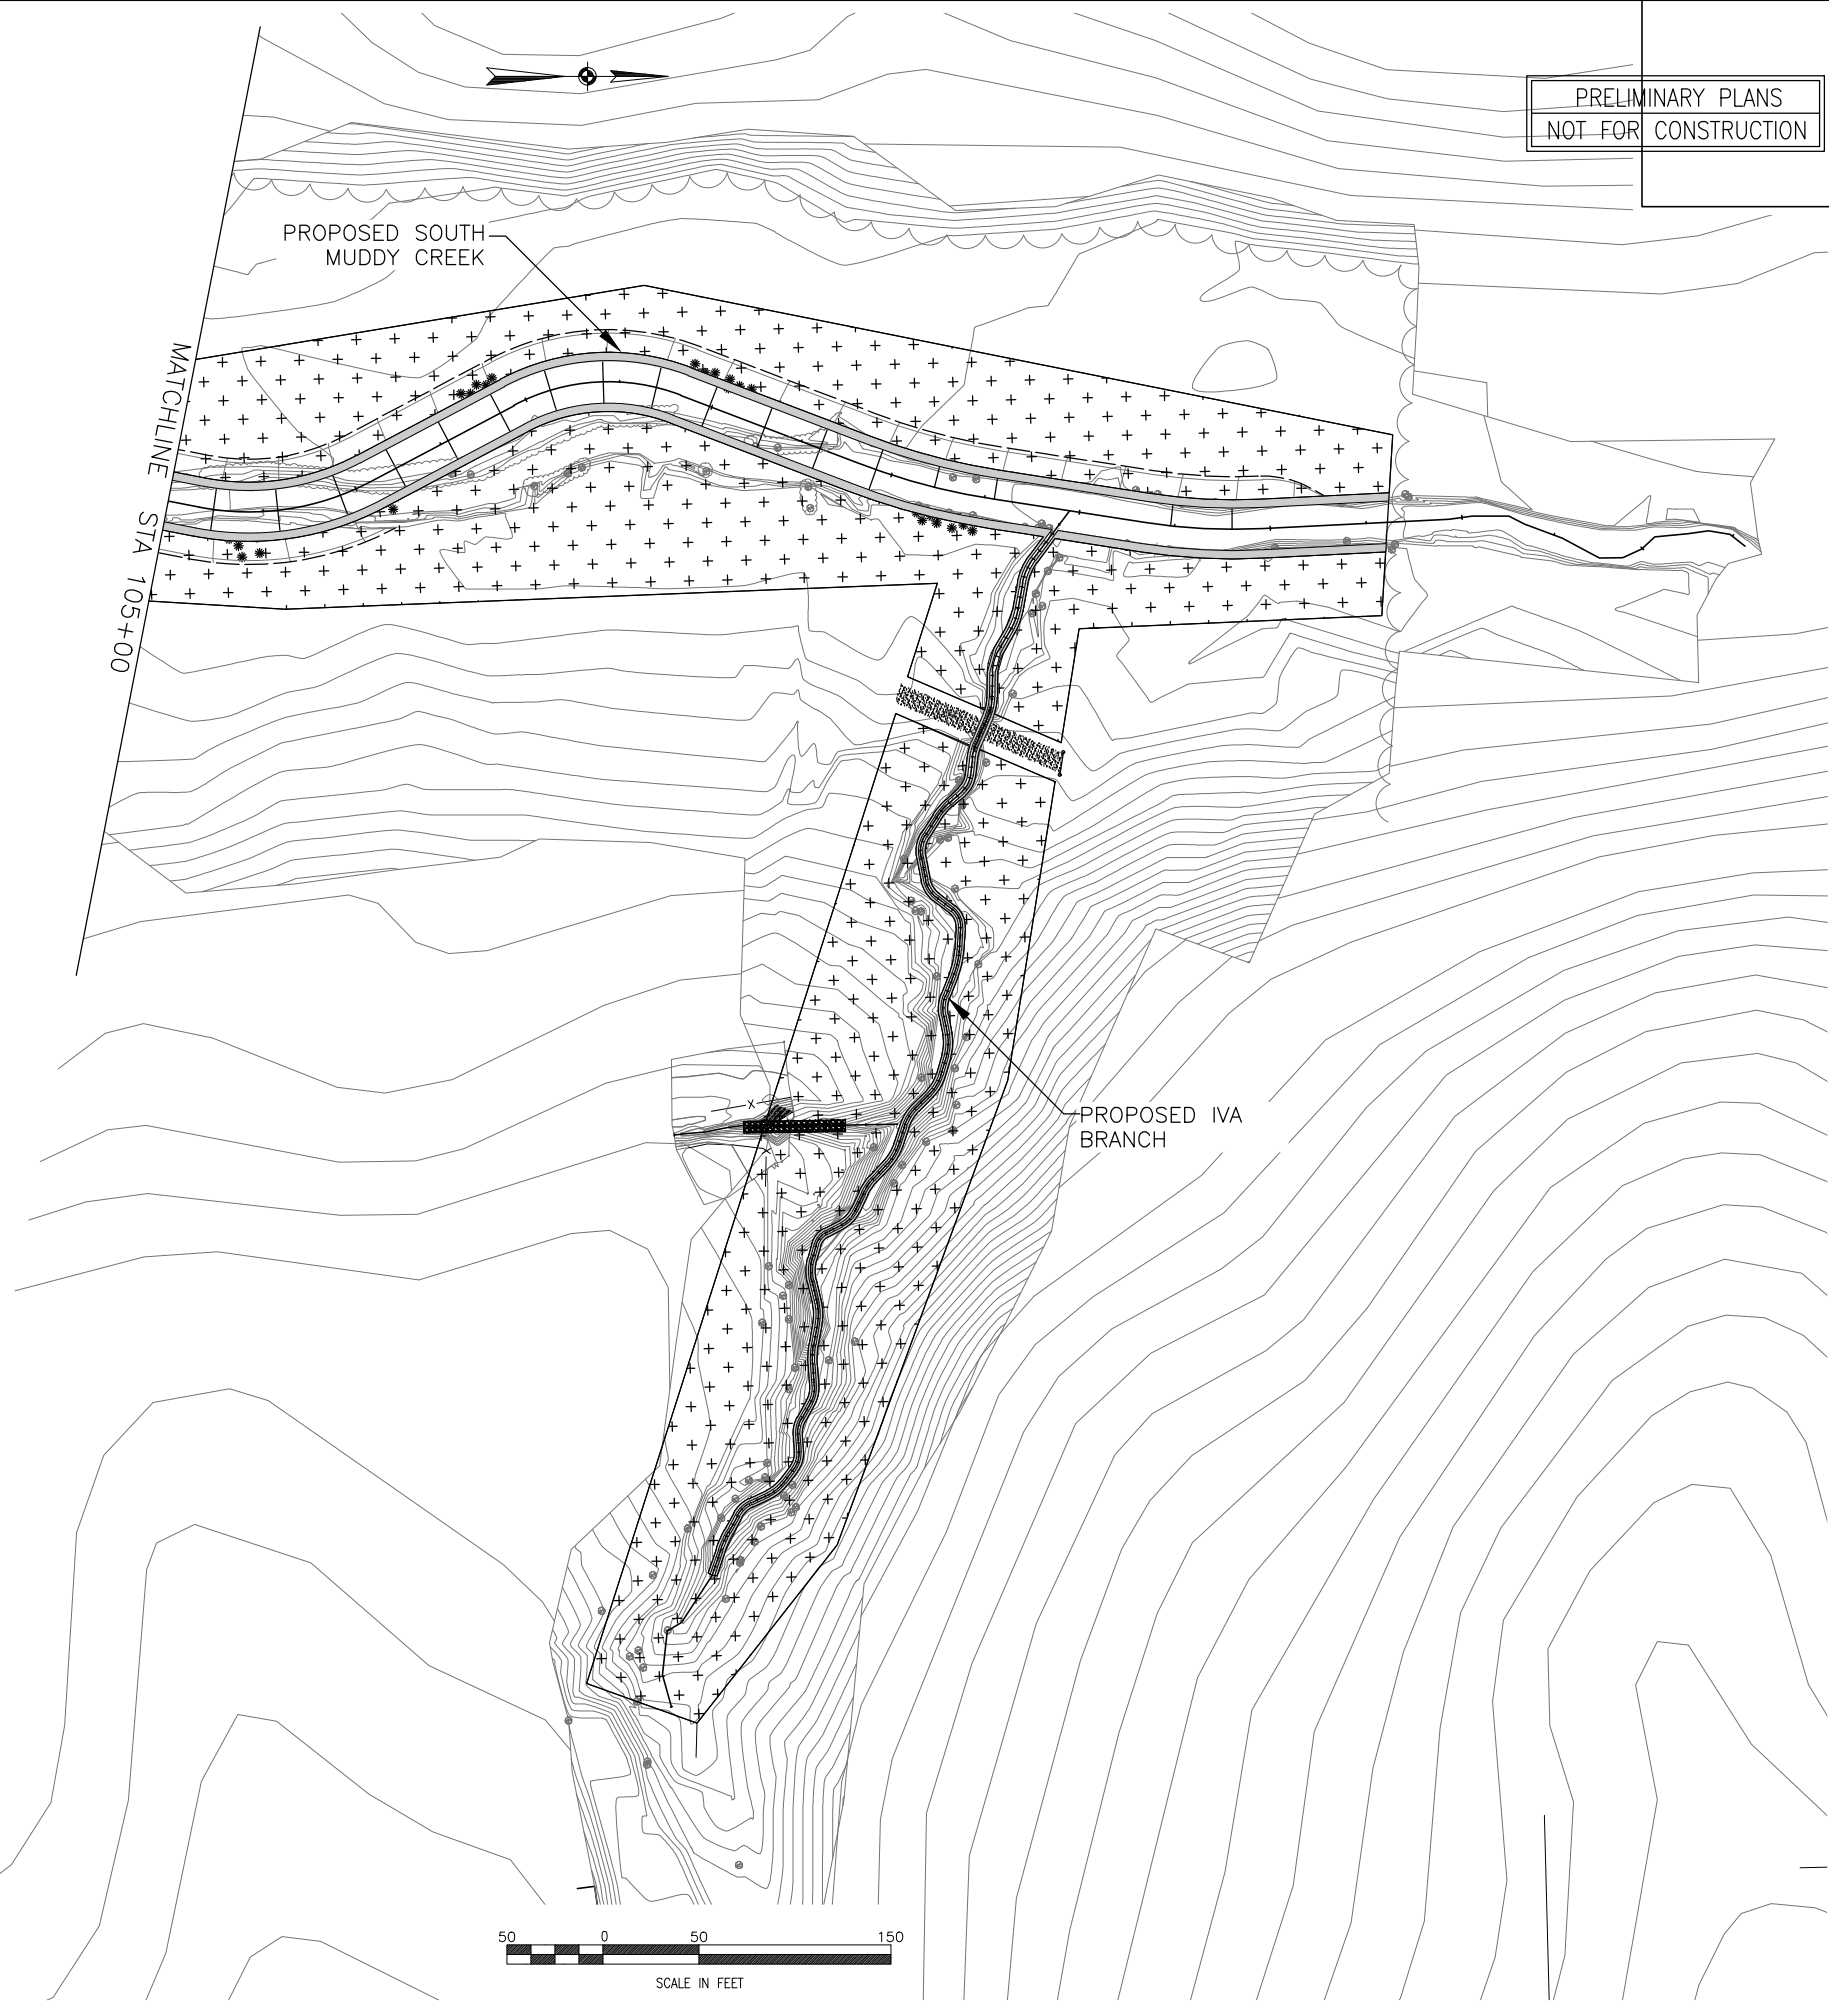 PRELIMINARY PLANS
NOT FOR CONSTRUCTION
PROPOSED SOUTH
MUDDY CREEK
MATCHLINE STA 105+00
X
PROPOSED IVA
BRANCH
50 0 50 150
SCALE IN FEET